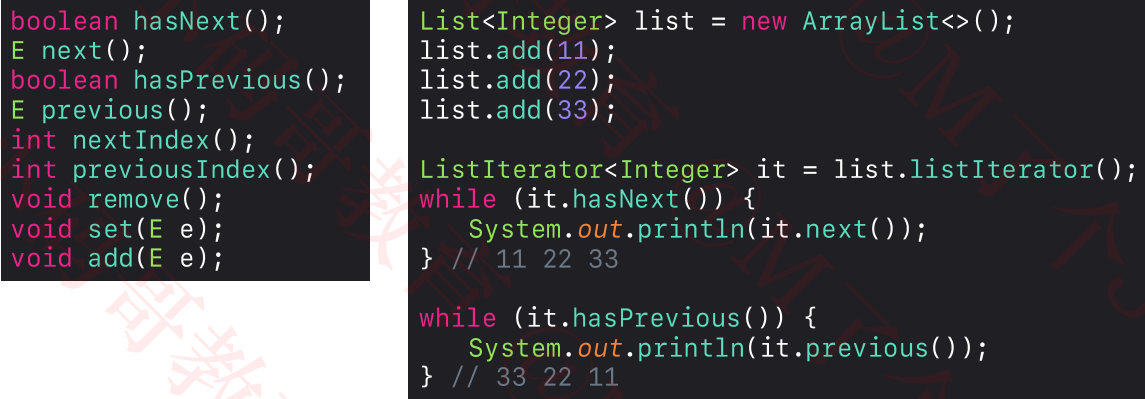 boolean hasNext();
E next();
boolean hasPrevious();
E previous();
int nextIndex();
int previousIndex();
void remove();
void set(E e);
void add(E e);
List<Integer> list = new ArrayList<>();
list.add(11);
list.add(22);
list.add(33);
ListIterator<Integer> it = list.listIterator();
while (it.hasNext()) {
System.out.println(it.next());
} // 11 22 33
while (it.hasPrevious()) {
System.out.println(it.previous());
} // 33 22 11